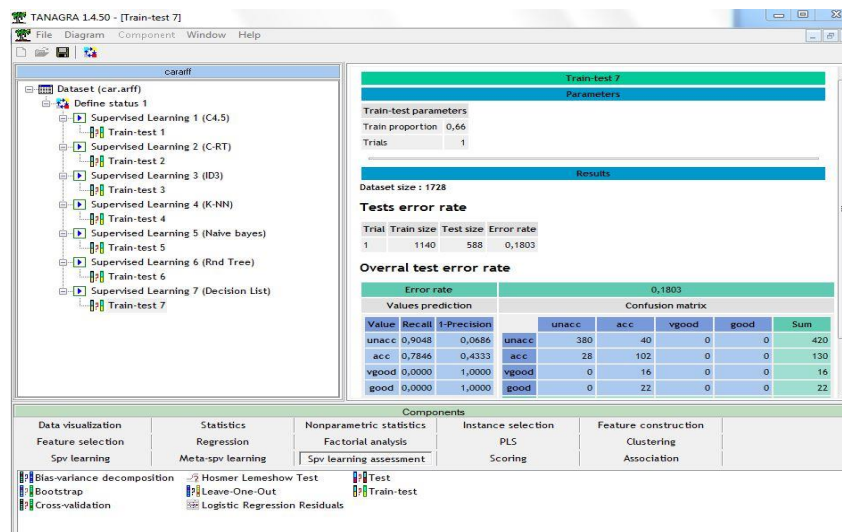 TANAGRA 1.4.50 - [Train-test 7]
File Diagram Component Window Help
cararff
Dataset (car.arff)
Define status 1
Supervised Learning 1 (C4.5)
Train-test 1
Supervised Learning 2 (C-RT)
Train-test 2
Supervised Learning 3 (ID3)
Train-test 3
Supervised Learning 4 (K-NN)
Train-test 4
Supervised Learning 5 (Naive bayes)
Train-test 5
Supervised Learning 6 (Rnd Tree)
Train-test 6
Supervised Learning 7 (Decision List)
Train-test 7
Train-test 7
Parameters
Train-test parameters
Train proportion 0,66
Trials 1
Results
Dataset size : 1728
Tests error rate
Trial Train size Test size Error rate
1 1140 588 0,1803
Overral test error rate
Error rate 0,1803
Values prediction Confusion matrix
Value Recall 1-Precision unacc acc vgood good Sum
unacc 0,9048 0,0686 unacc 380 40 0 0 420
acc 0,7846 0,4333 acc 28 102 0 0 130
vgood 0,0000 1,0000 vgood 0 16 0 0 16
good 0,0000 1,0000 good 0 22 0 0 22
Components
Data visualization Statistics Nonparametric statistics Instance selection Feature construction
Feature selection Regression Factorial analysis PLS Clustering
Spv learning Meta-spv learning Spv learning assessment Scoring Association
Bias-variance decomposition Hosmer Lemeshow Test Test
Bootstrap Leave-One-Out Train-test
Cross-validation Logistic Regression Residuals